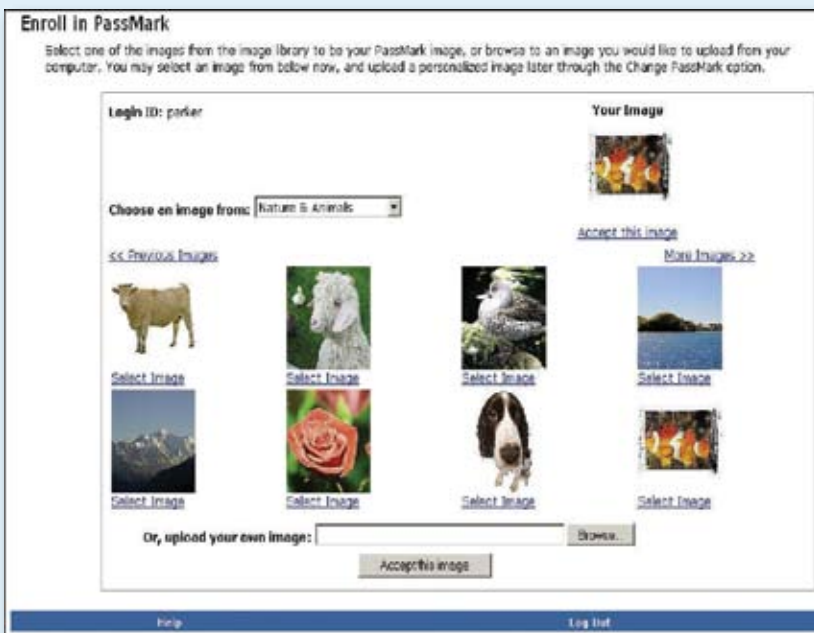 Enroll in PassMark
Select one of the images from the image library to be your PassMark image, or browse to an image you would like to upload from your
computer. You may select an image from below now, and upload a personalized image later through the Change PassMark option.
Login ID: parker
Your Image
Choose an image from: Nature & Animals
Accept this image
<< Previous Images
More Images >>
Select Image Select Image Select Image Select Image
Select Image Select Image Select Image Select Image
Or, upload your own image: Browse...
Accept this image
Help Log Out